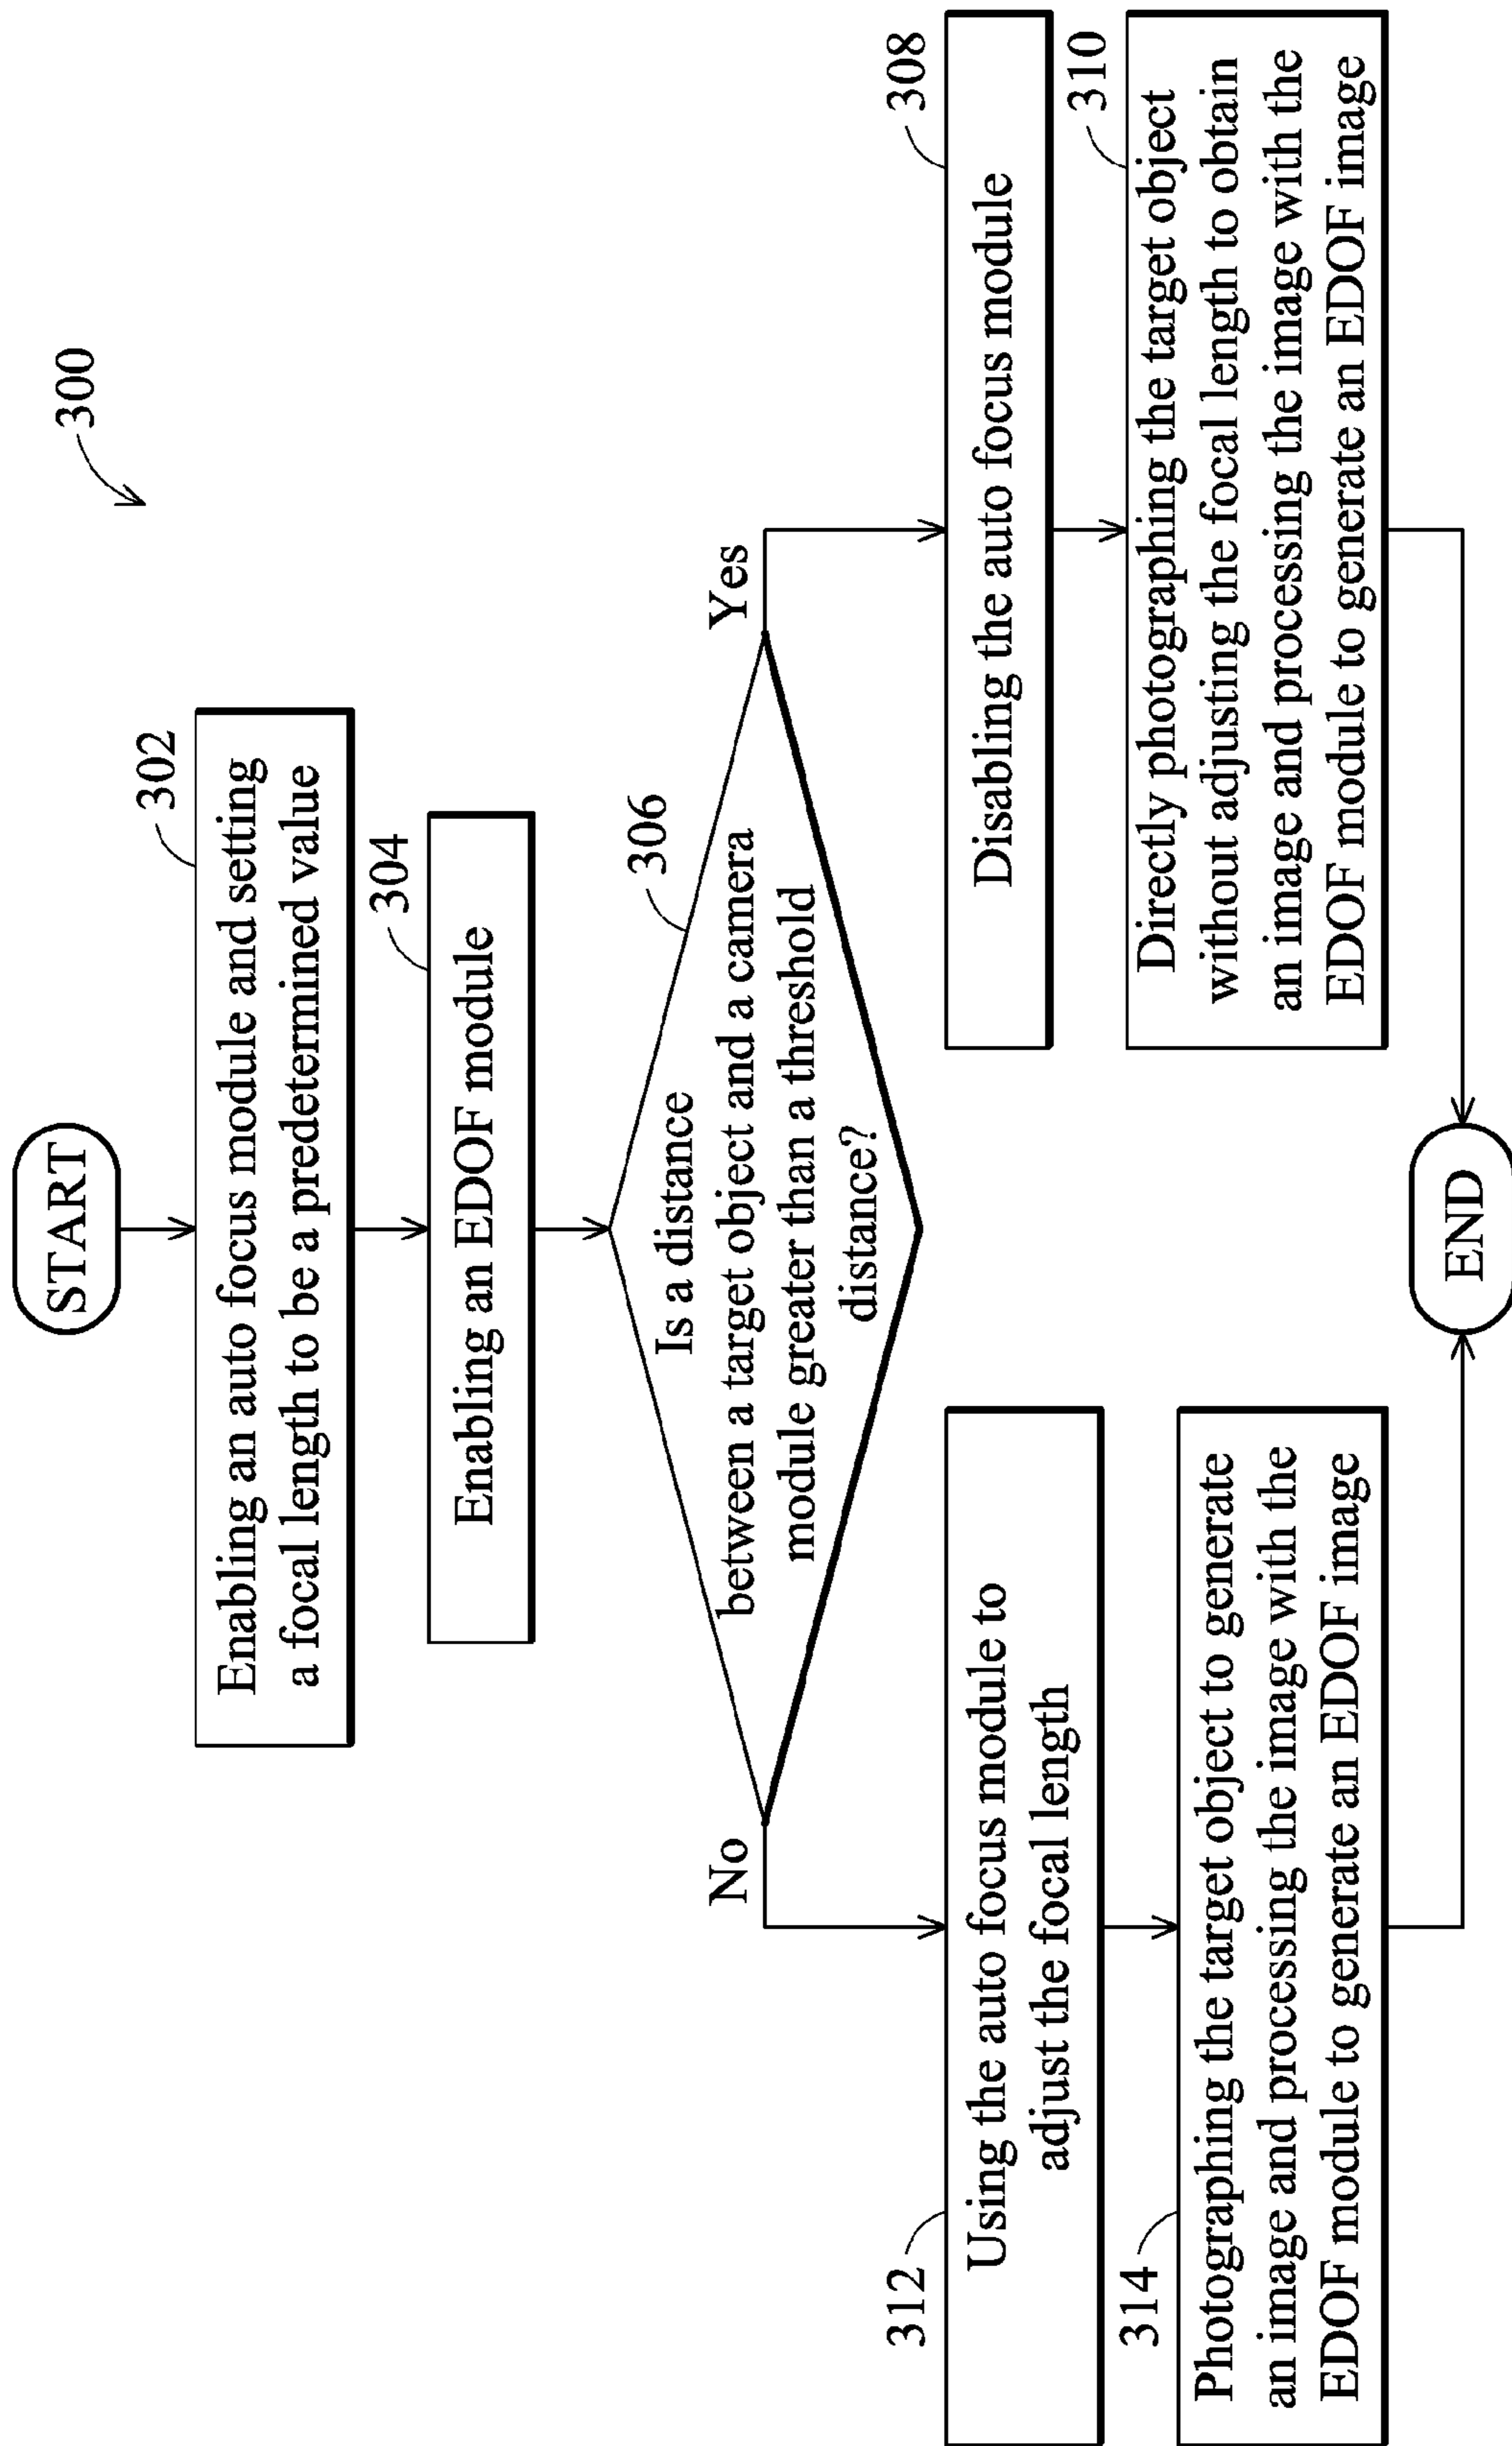 300
START
302
Enabling an auto focus module and setting
a focal length to be a predetermined value
304
Enabling an EDOF module
306
Is a distance
between a target object and a camera
module greater than a threshold
distance?
No
Yes
312
Using the auto focus module to
adjust the focal length
314
Photographing the target object to generate
an image and processing the image with the
EDOF module to generate an EDOF image
308
Disabling the auto focus module
310
Directly photographing the target object
without adjusting the focal length to obtain
an image and processing the image with the
EDOF module to generate an EDOF image
END